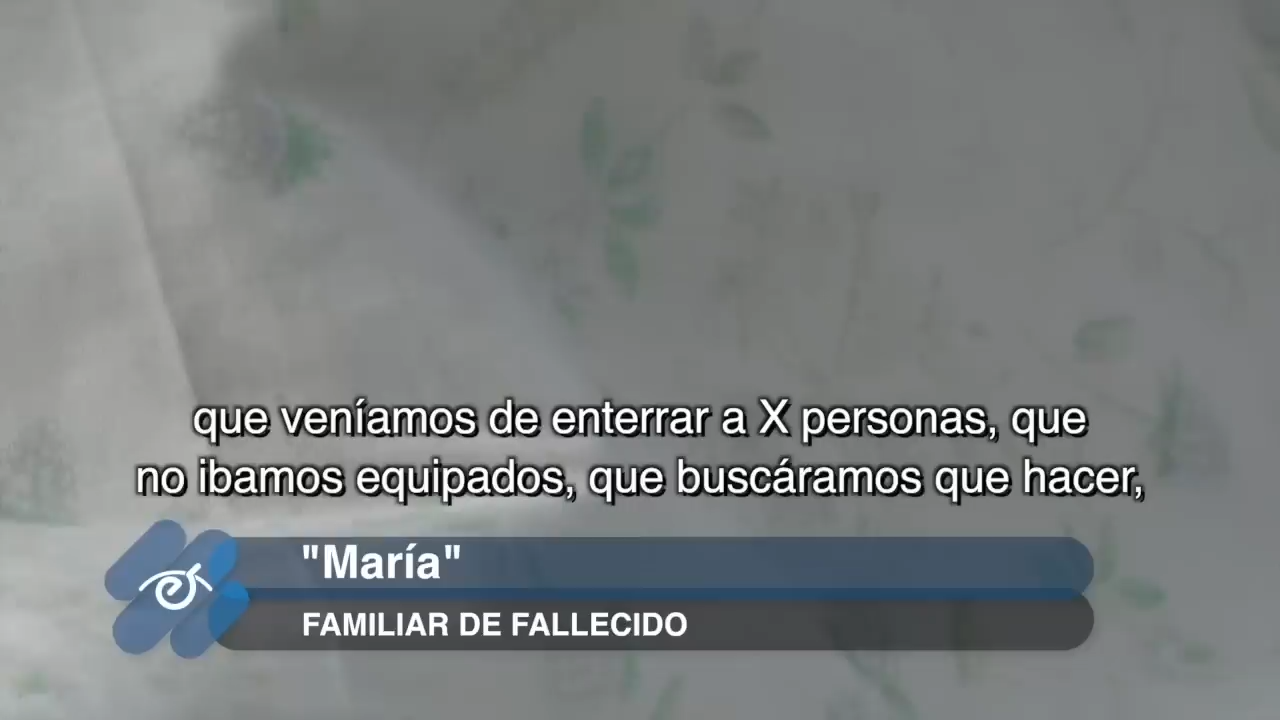 que veníamos de enterrar a X personas, que
no ibamos equipados, que buscáramos que hacer,
"María"
FAMILIAR DE FALLECIDO